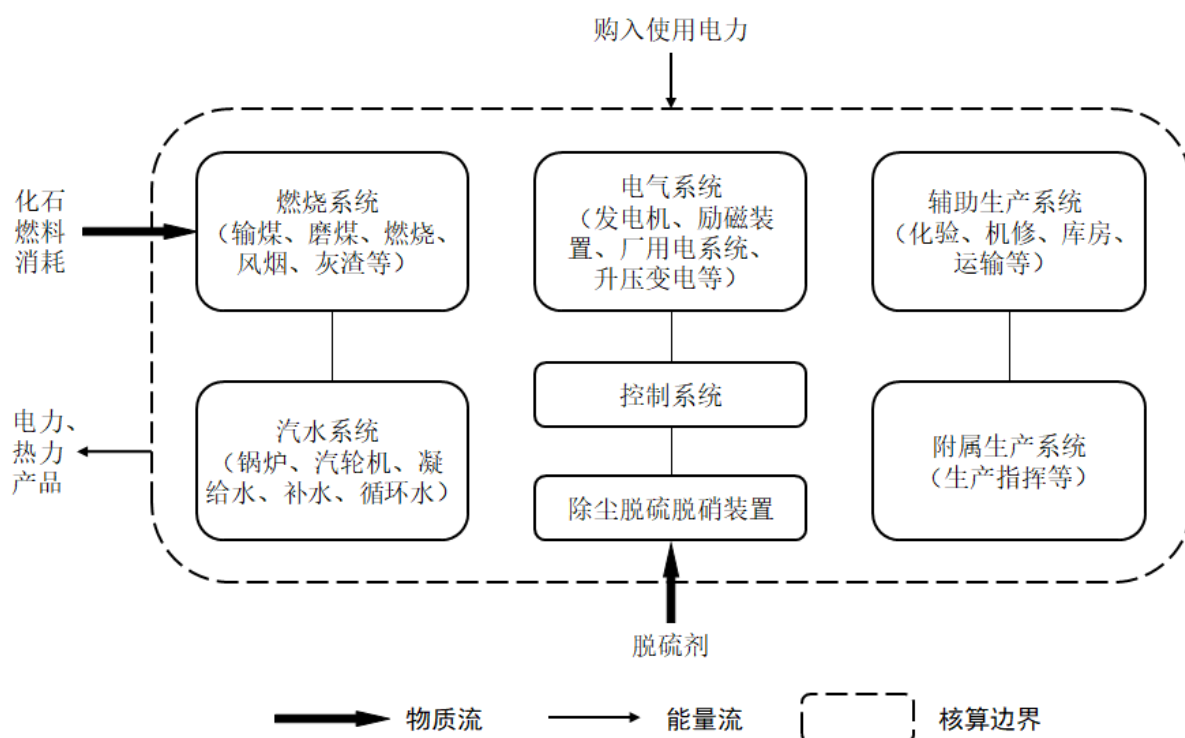 购入使用电力
化石
燃料
消耗
燃烧系统
（输煤、磨煤、燃烧、
风烟、灰渣等）
电气系统
（发电机、励磁装
置、厂用电系统、
升压变电等）
辅助生产系统
（化验、机修、库房、
运输等）
控制系统
电力、
热力
产品
汽水系统
（锅炉、汽轮机、凝
给水、补水、循环水）
除尘脱硫脱硝装置
附属生产系统
（生产指挥等）
脱硫剂
物质流
能量流
核算边界